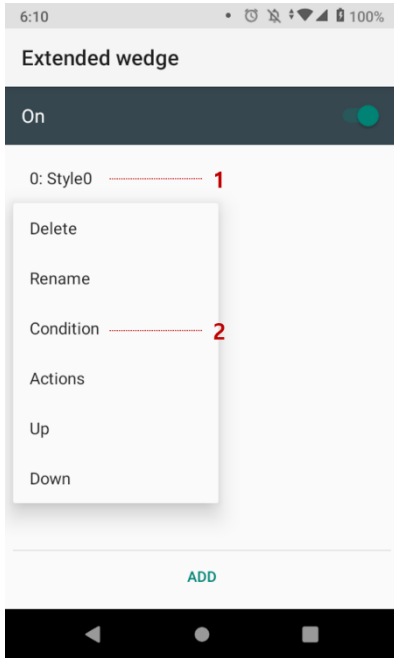 6:10 100%
Extended wedge
On
0: Style0 1
Delete
Rename
Condition 2
Actions
Up
Down
ADD